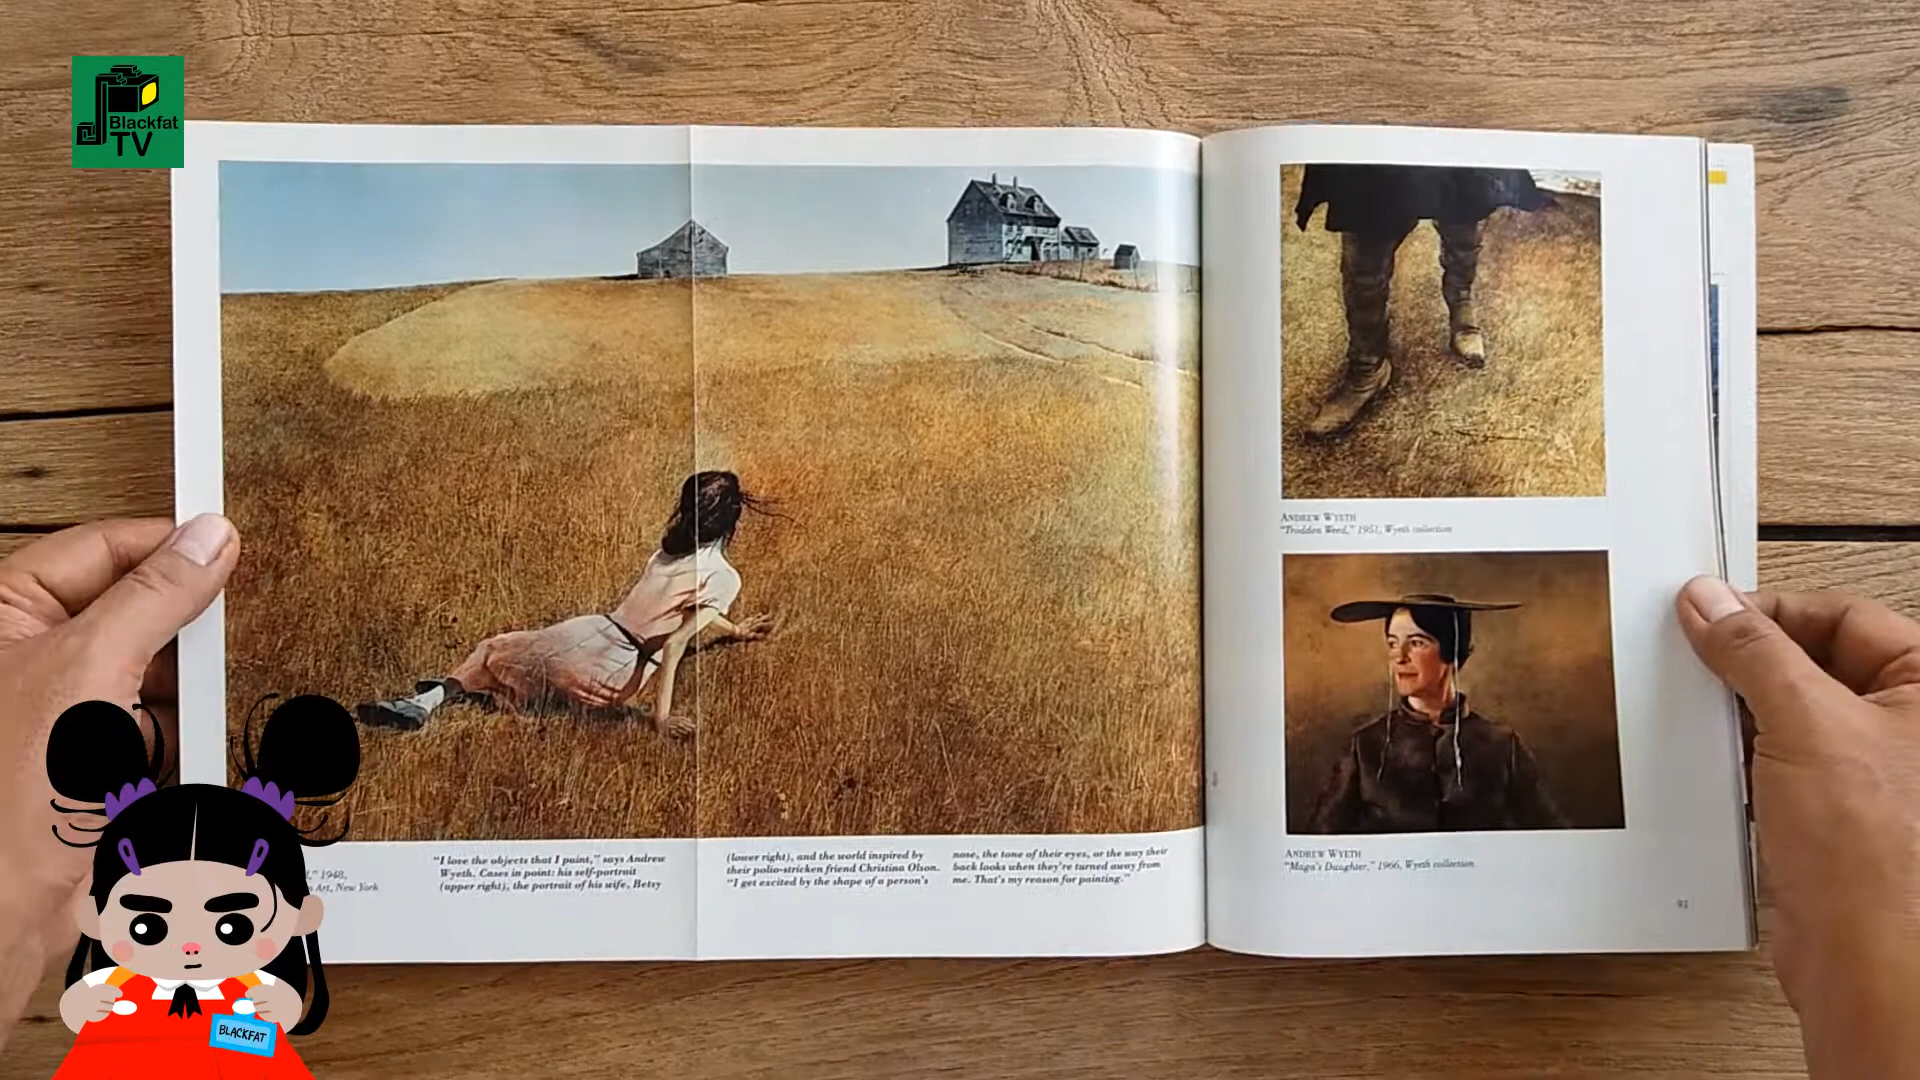 Blackfat
TV
ANDREW WYETH
"Trodden Weed," 1951, Wyeth collection
," 1948,
Art, New York
"I love the objects that I paint," says Andrew
Wyeth. Cases in point: his self-portrait
(upper right), the portrait of his wife, Betsy
(lower right), and the world inspired by
their polio-stricken friend Christina Olson.
"I get excited by the shape of a person's
nose, the tone of their eyes, or the way their
back looks when they're turned away from
me. That's my reason for painting."
ANDREW WYETH
"Maga's Daughter," 1966, Wyeth collection
91
BLACKFAT